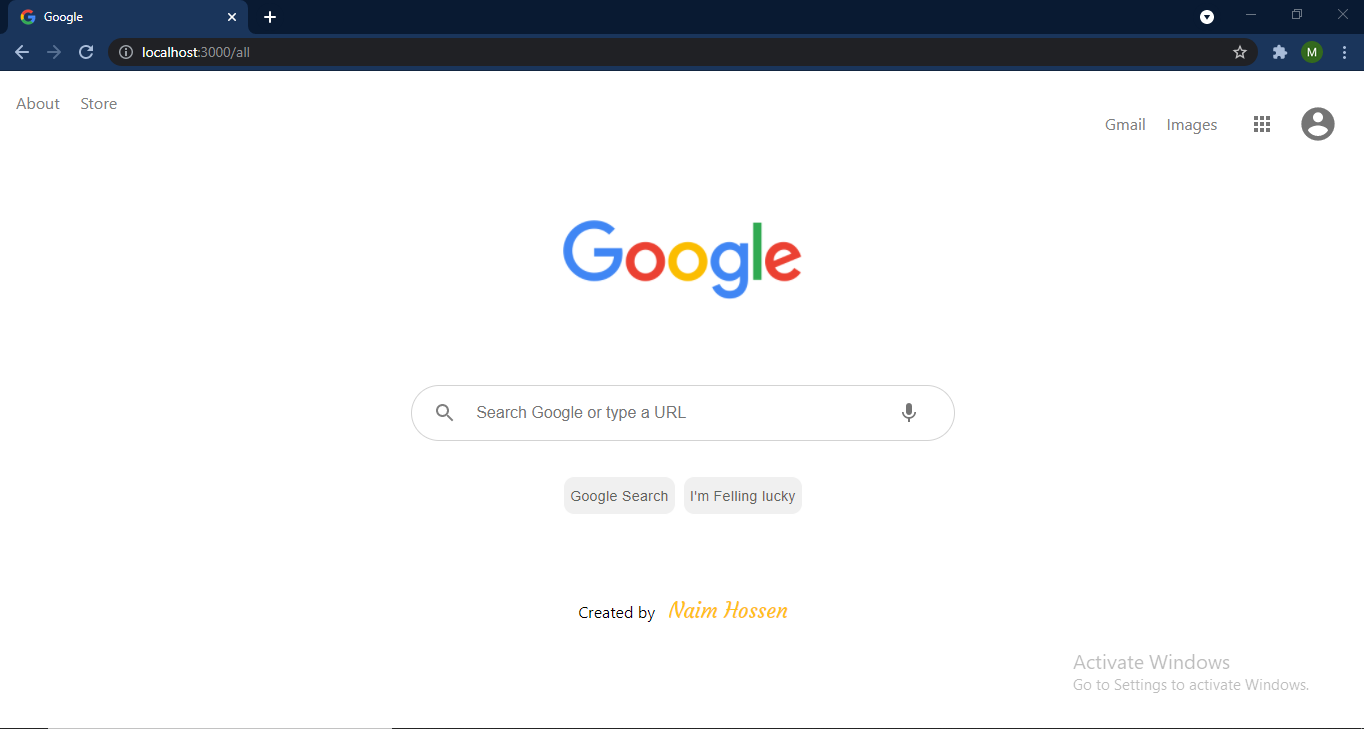 Google
localhost:3000/all
M
About Store
Gmail Images
Google
Search Google or type a URL
Google Search I'm Felling lucky
Created by Naim Hossen
Activate Windows
Go to Settings to activate Windows.